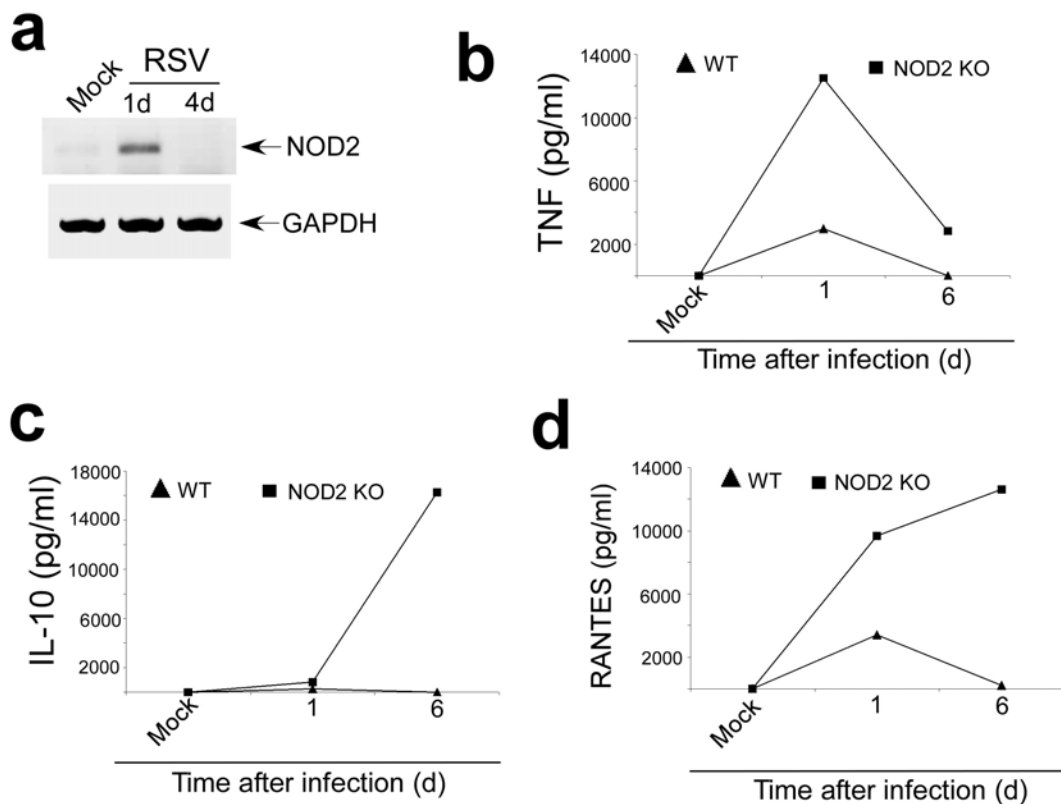 a
Mock
RSV
1d 4d
NOD2
GAPDH
b
WT NOD2 KO
TNF (pg/ml)
14000
10000
6000
2000
Mock 1 6
Time after infection (d)
c
WT NOD2 KO
IL-10 (pg/ml)
18000
14000
10000
6000
2000
Mock 1 6
Time after infection (d)
d
WT NOD2 KO
RANTES (pg/ml)
14000
10000
6000
2000
Mock 1 6
Time after infection (d)